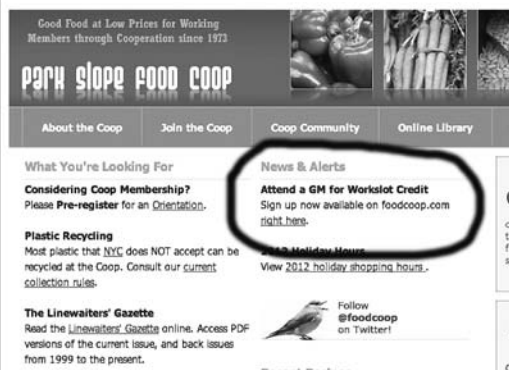 Good Food at Low Prices for Working
Members through Cooperation since 1973
PARK SLOPE FOOD COOP
About the Coop
Join the Coop
Coop Community
Online Library
What You're Looking For
Considering Coop Membership?
Please Pre-register for an Orientation.
Plastic Recycling
Most plastic that NYC does NOT accept can be
recycled at the Coop. Consult our current
collection rules.
The Linewaiters' Gazette
Read the Linewaiters' Gazette online. Access PDF
versions of the current issue, and back issues
from 1999 to the present.
News & Alerts
Attend a GM for Workslot Credit
Sign up now available on foodcoop.com
right here.
2012 Holiday Hours
View 2012 holiday shopping hours .
Follow
@foodcoop
on Twitter!